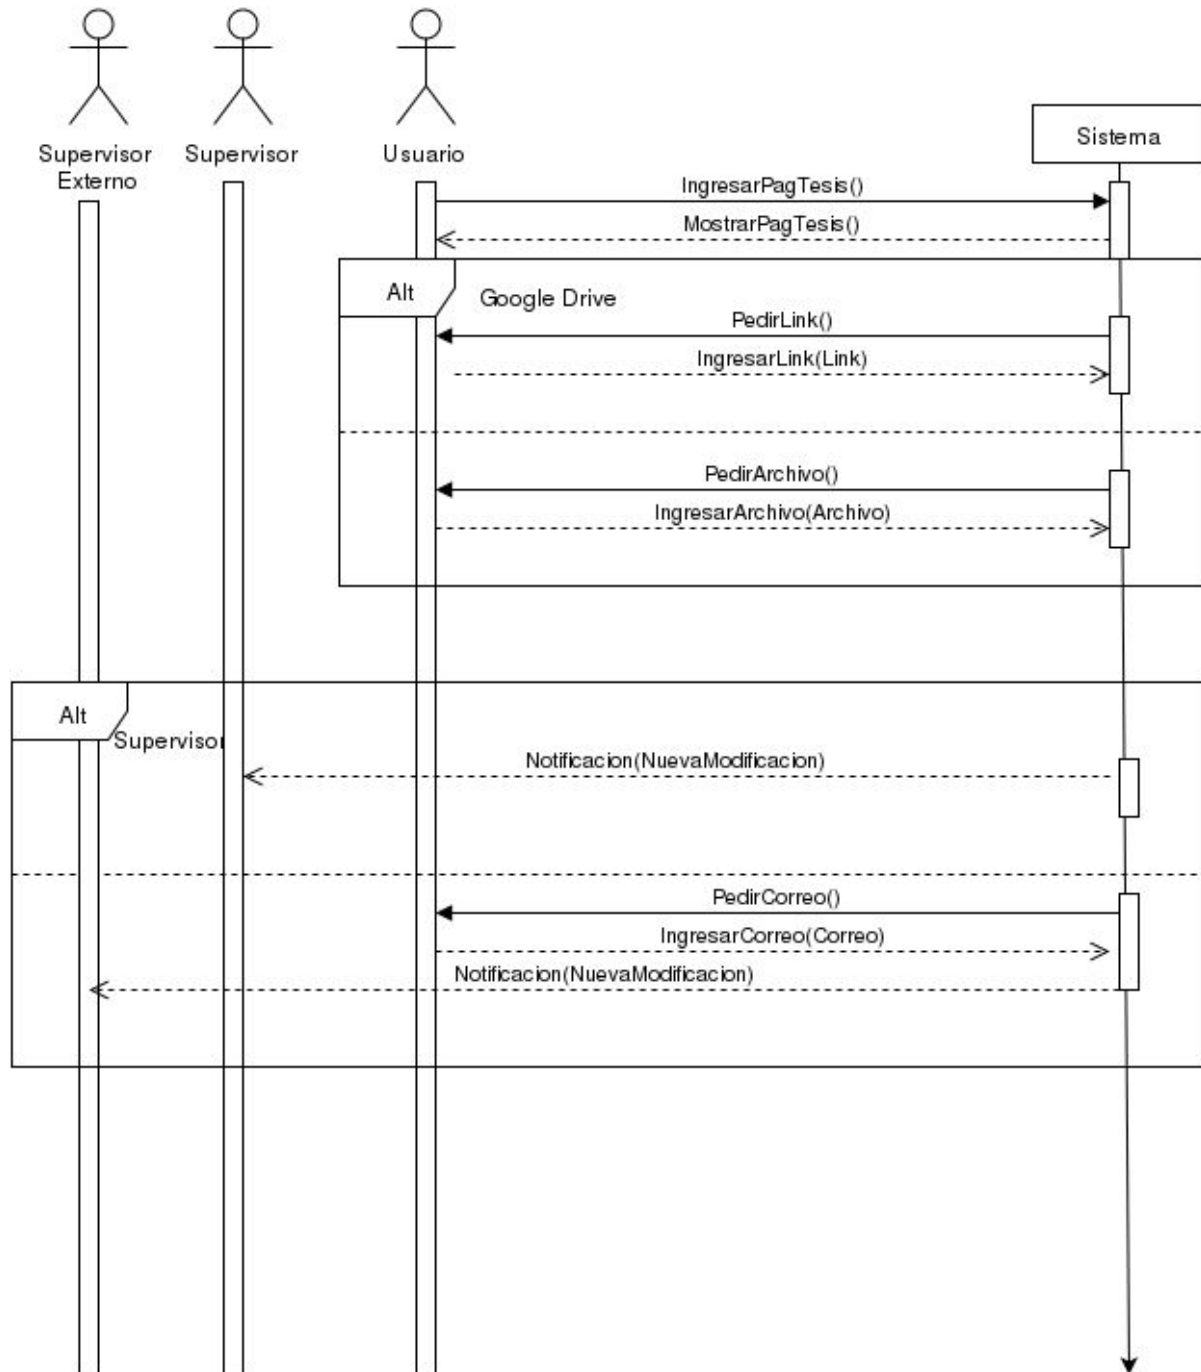 Supervisor
Externo
Supervisor
Usuario
Sistema
IngresarPagTesis()
MostrarPagTesis()
Alt
Google Drive
PedirLink()
IngresarLink(Link)
PedirArchivo()
IngresarArchivo(Archivo)
Alt
Supervisor
Notificacion(NuevaModificacion)
PedirCorreo()
IngresarCorreo(Correo)
Notificacion(NuevaModificacion)